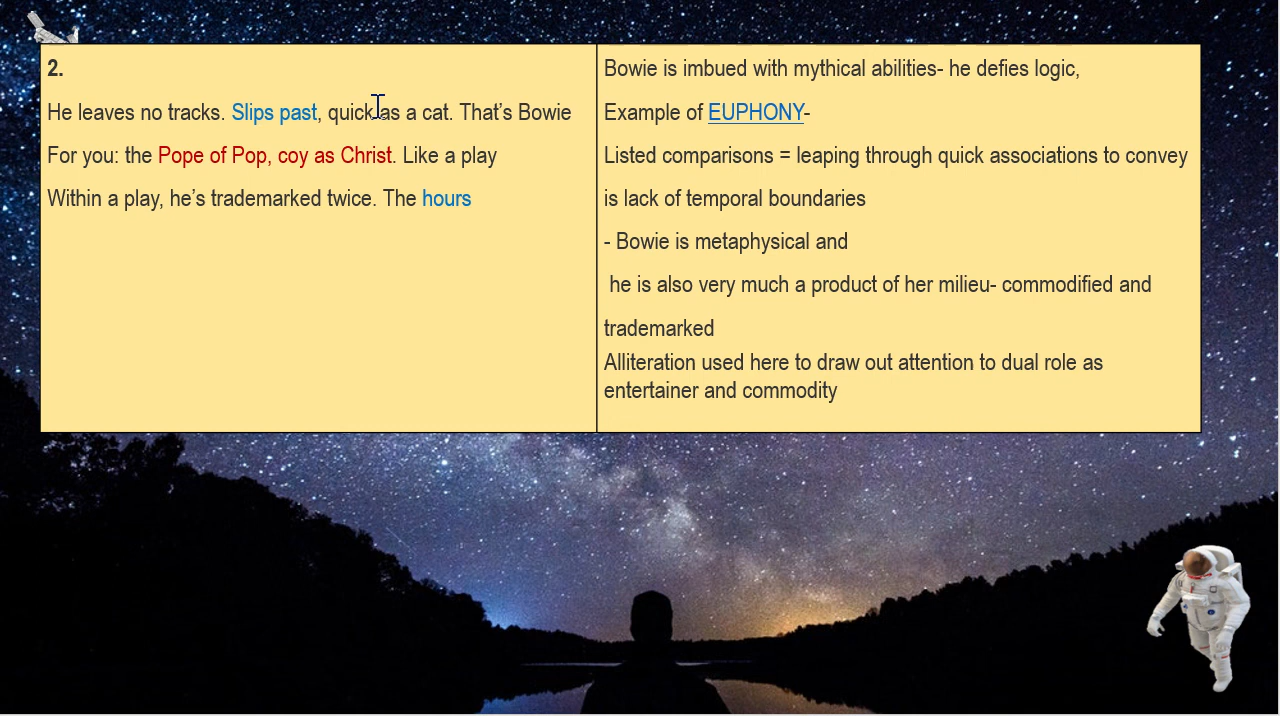 2.
He leaves no tracks. Slips past, quick as a cat. That's Bowie
For you: the Pope of Pop, coy as Christ. Like a play
Within a play, he's trademarked twice. The hours
Bowie is imbued with mythical abilities- he defies logic,
Example of EUPHONY-
Listed comparisons = leaping through quick associations to convey
is lack of temporal boundaries
- Bowie is metaphysical and
he is also very much a product of her milieu- commodified and
trademarked
Alliteration used here to draw out attention to dual role as
entertainer and commodity